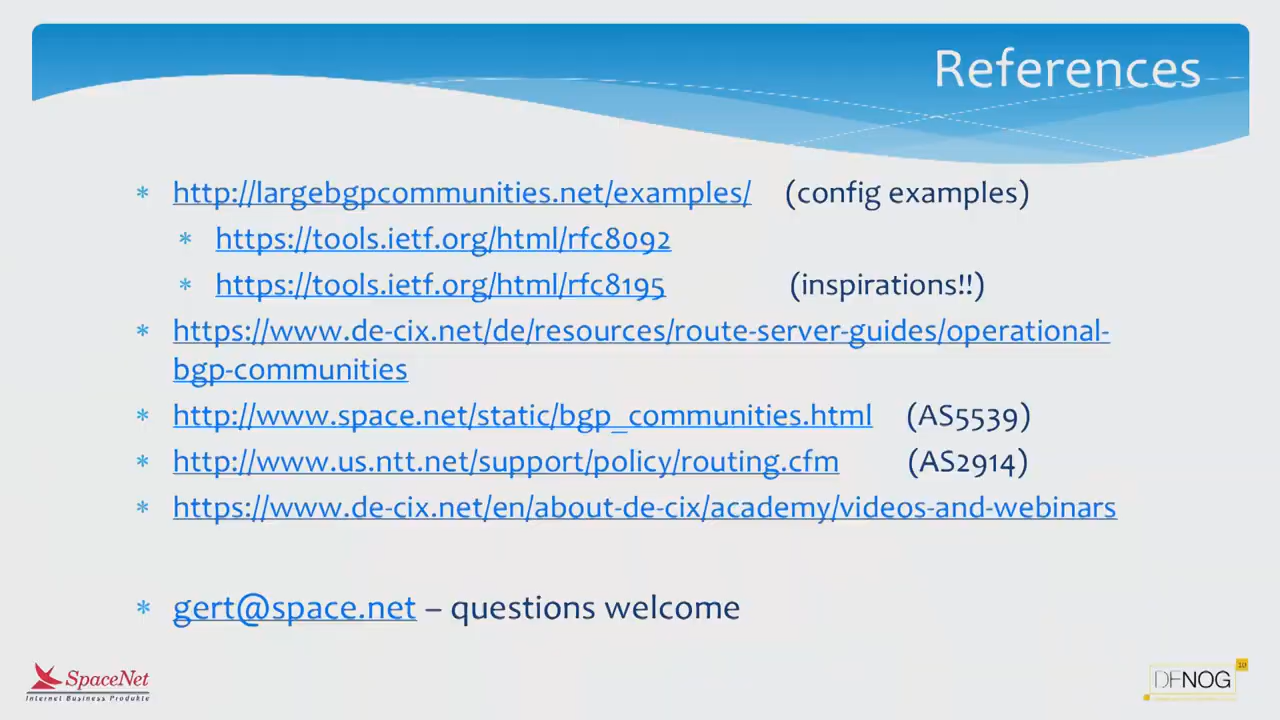 References
* http://largebgpcommunities.net/examples/ (config examples)
* https://tools.ietf.org/html/rfc8092
* https://tools.ietf.org/html/rfc8195 (inspirations!!)
* https://www.de-cix.net/de/resources/route-server-guides/operational-
bgp-communities
* http://www.space.net/static/bgp_communities.html (AS5539)
* http://www.us.ntt.net/support/policy/routing.cfm (AS2914)
* https://www.de-cix.net/en/about-de-cix/academy/videos-and-webinars
* gert@space.net – questions welcome
SpaceNet
Internet Business Produkte
DENOG
10